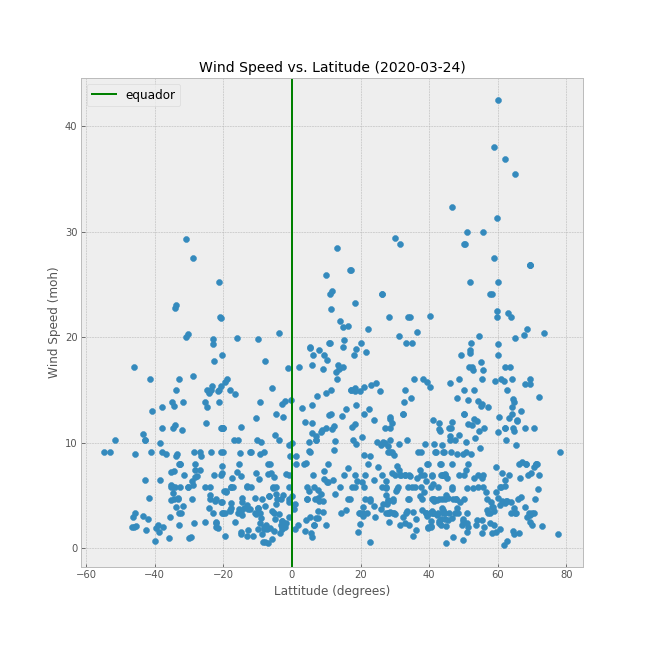 Wind Speed vs. Latitude (2020-03-24)
equador
40
30
20
10
0
Wind Speed (moh)
−60 −40 −20 0 20 40 60 80
Lattitude (degrees)